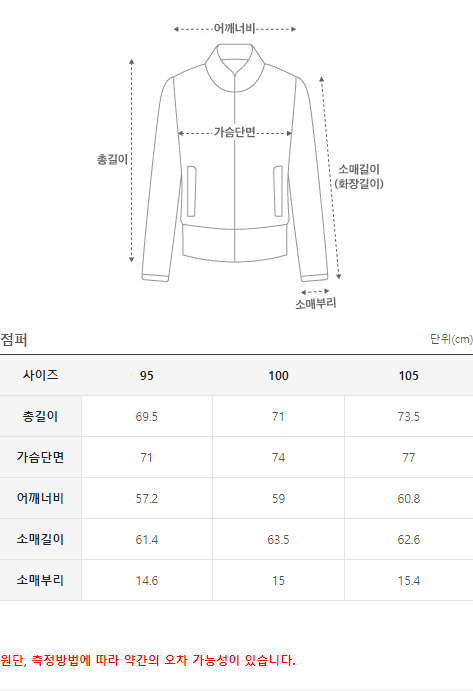 어깨너비
가슴단면
총길이
소매길이
(화장길이)
소매부리
점퍼 단위(cm)
사이즈 95 100 105
총길이 69.5 71 73.5
가슴단면 71 74 77
어깨너비 57.2 59 60.8
소매길이 61.4 63.5 62.6
소매부리 14.6 15 15.4
원단, 측정방법에 따라 약간의 오차 가능성이 있습니다.